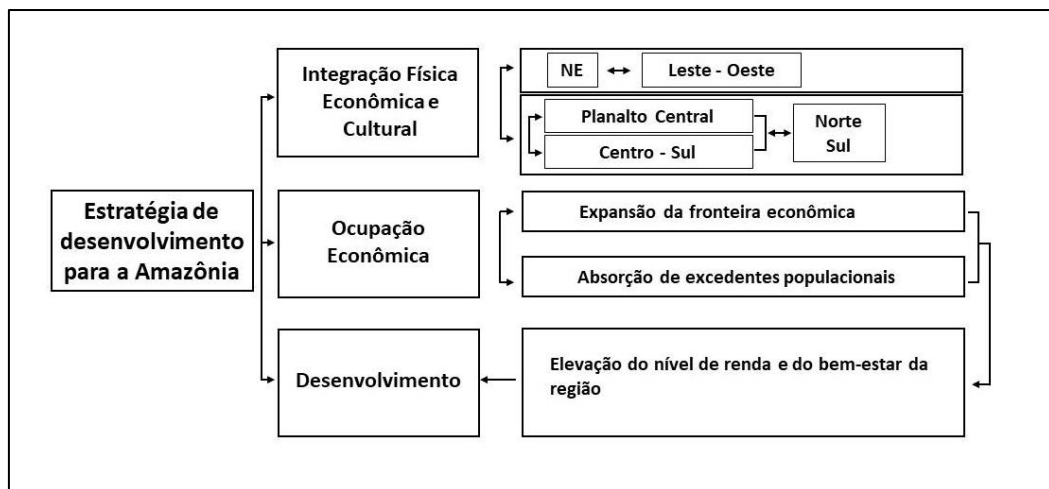 Estratégia de
desenvolvimento
para a Amazônia
Integração Física
Econômica e
Cultural
NE
Leste - Oeste
Planalto Central
Centro - Sul
Norte
Sul
Ocupação
Econômica
Expansão da fronteira econômica
Absorção de excedentes populacionais
Desenvolvimento
Elevação do nível de renda e do bem-estar da
região